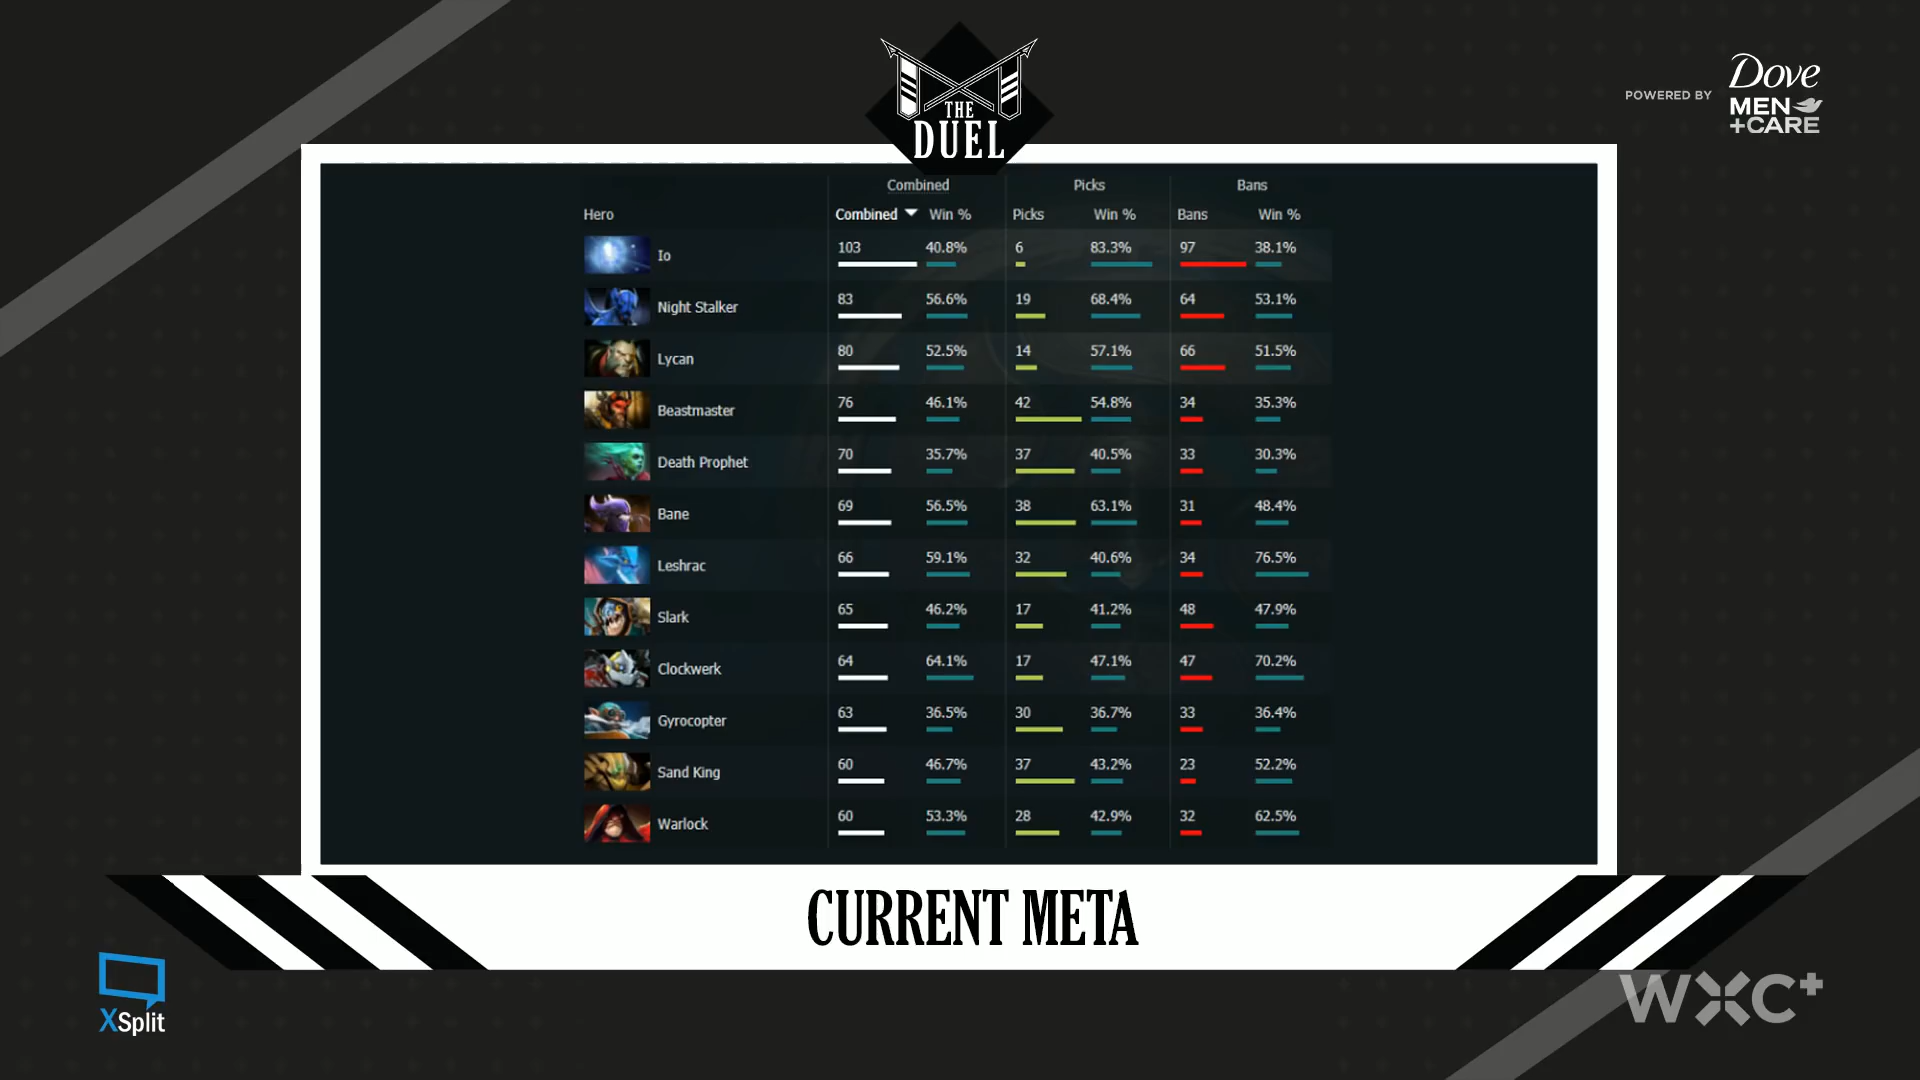 THE
DUEL
POWERED BY Dove
MEN
+CARE
Combined Picks Bans
Hero Combined Win % Picks Win % Bans Win %
Io 103 40.8% 6 83.3% 97 38.1%
Night Stalker 83 56.6% 19 68.4% 64 53.1%
Lycan 80 52.5% 14 57.1% 66 51.5%
Beastmaster 76 46.1% 42 54.8% 34 35.3%
Death Prophet 70 35.7% 37 40.5% 33 30.3%
Bane 69 56.5% 38 63.1% 31 48.4%
Leshrac 66 59.1% 32 40.6% 34 76.5%
Slark 65 46.2% 17 41.2% 48 47.9%
Clockwerk 64 64.1% 17 47.1% 47 70.2%
Gyrocopter 63 36.5% 30 36.7% 33 36.4%
Sand King 60 46.7% 37 43.2% 23 52.2%
Warlock 60 53.3% 28 42.9% 32 62.5%
CURRENT META
XSplit
WXC+